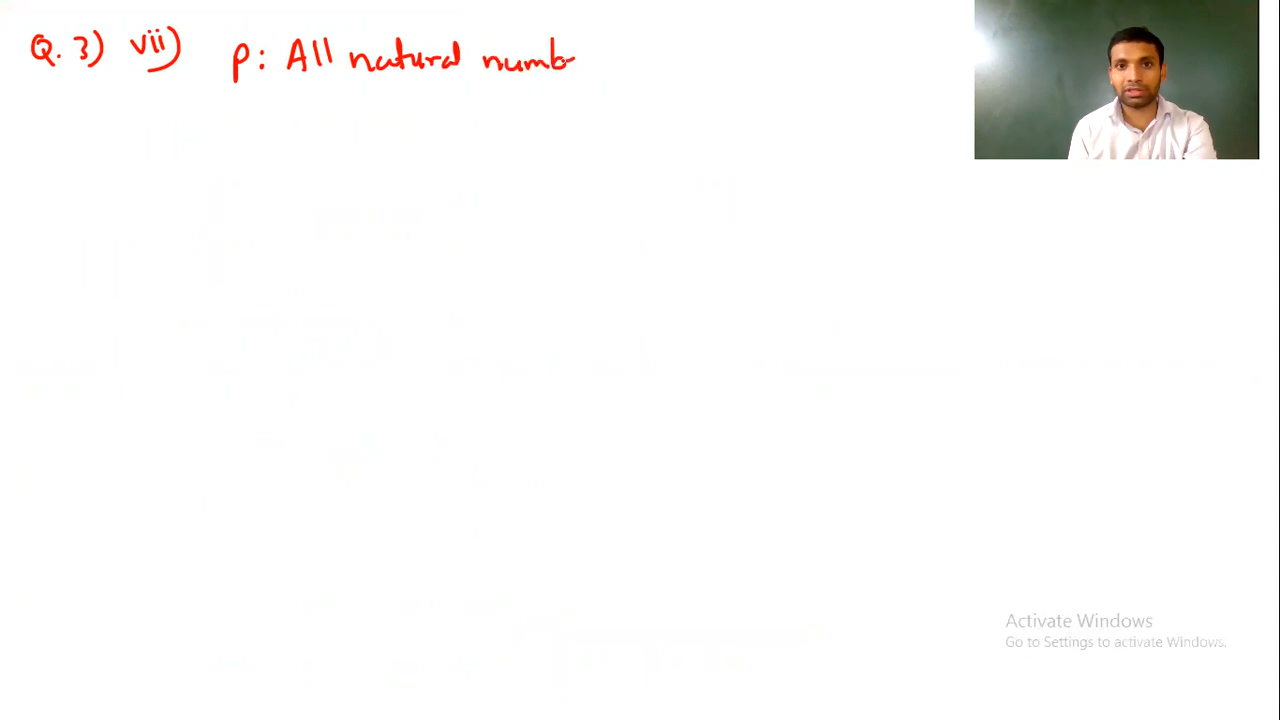 Q. 3) vii) p: All natural numb
Activate Windows
Go to Settings to activate Windows.